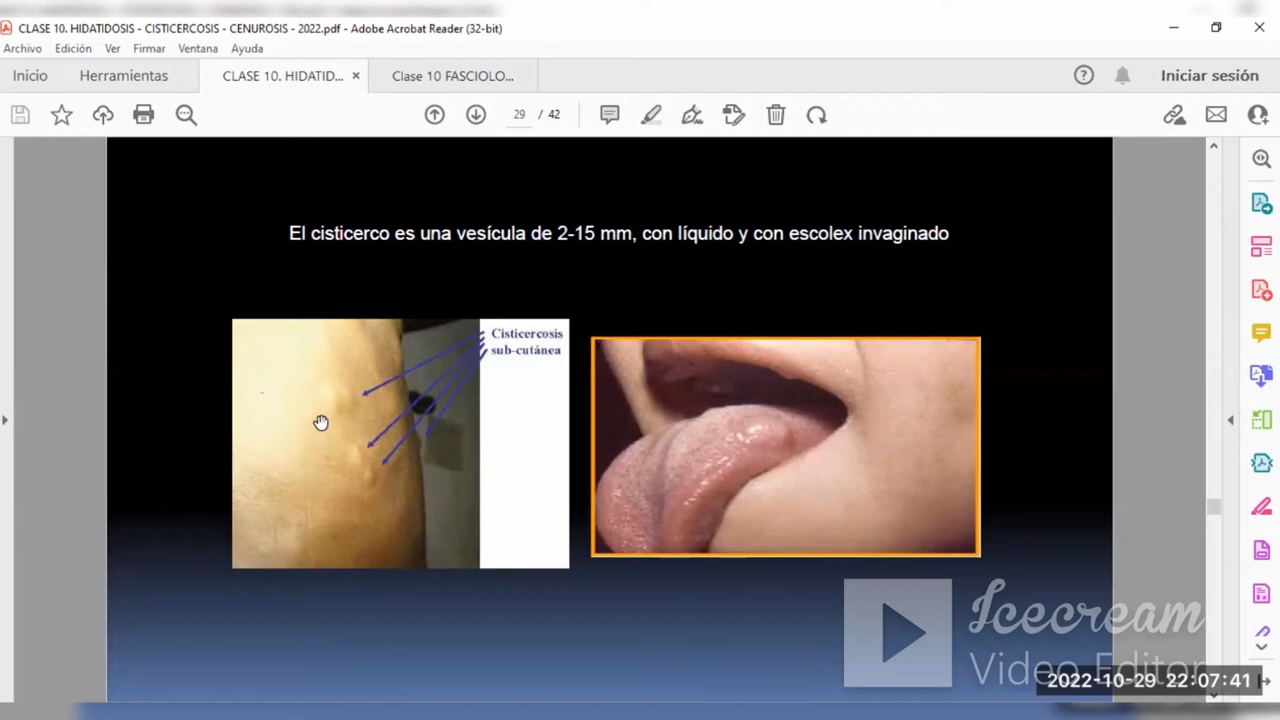 CLASE 10. HIDATIDOSIS - CISTICERCOSIS - CENUROSIS - 2022.pdf - Adobe Acrobat Reader (32-bit)
Archivo Edición Ver Firmar Ventana Ayuda
Inicio Herramientas CLASE 10. HIDATID... × Clase 10 FASCIOLO... Iniciar sesión
29 / 42
El cisticerco es una vesícula de 2-15 mm, con líquido y con escolex invaginado
Cisticercosis
sub-cutánea
Icecream
Video Editor
2022-10-29 22:07:41